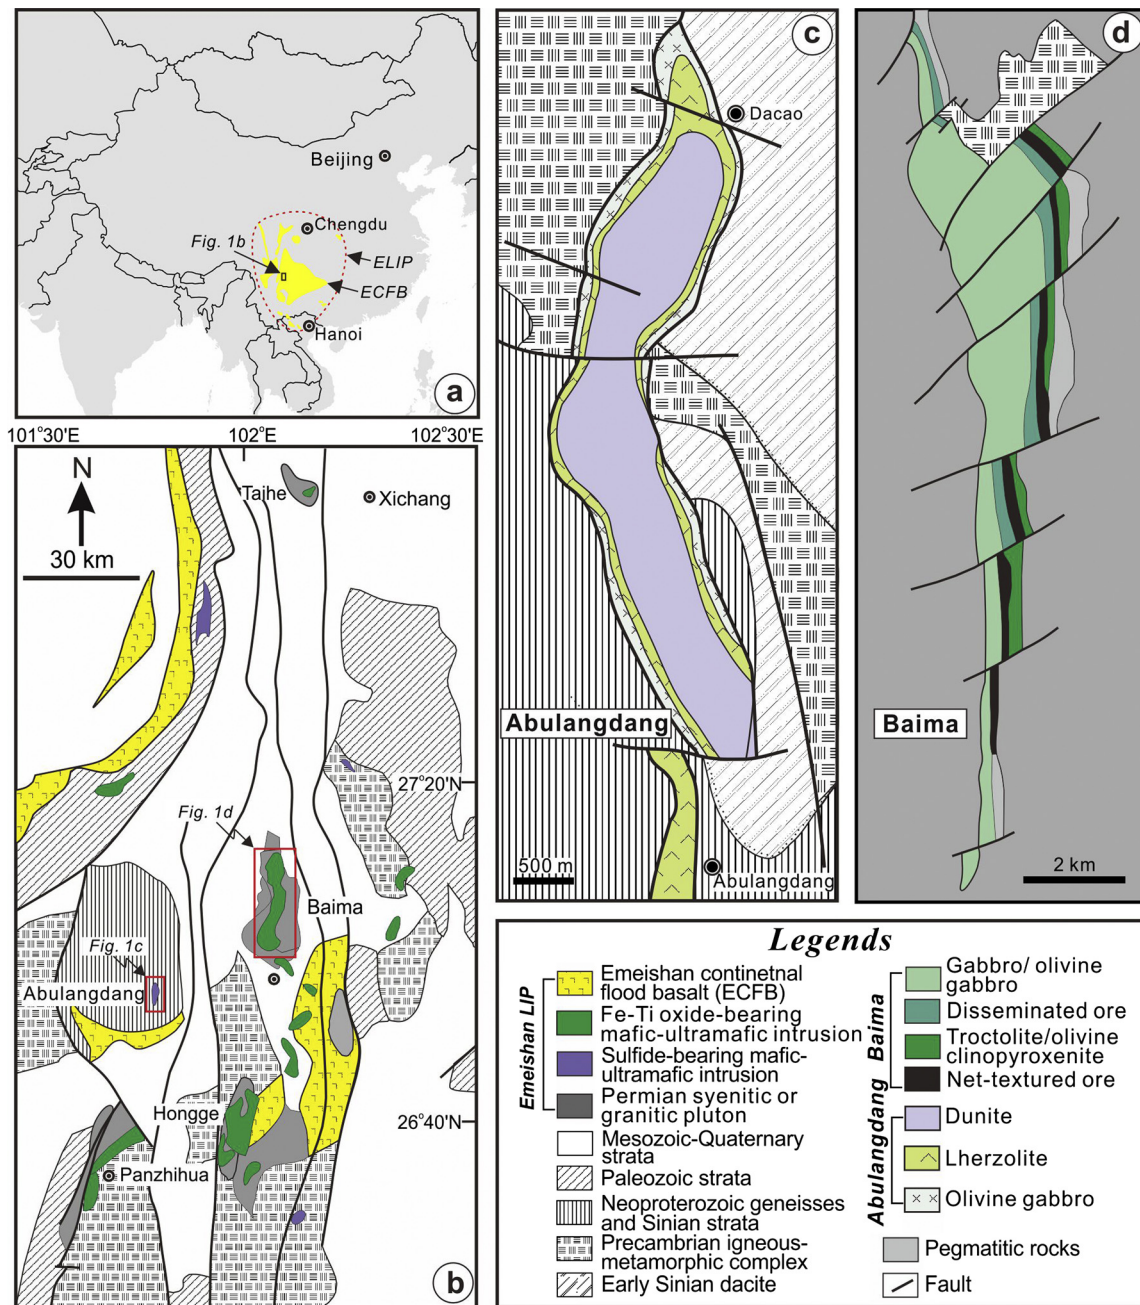 Beijing
Chengdu
Fig. 1b
ELIP
ECFB
Hanoi
a
101°30'E
102°E
102°30'E
N
30 km
Taihe
Xichang
27°20'N
Fig. 1d
Baima
Fig. 1c
Abulangdang
Hongge
26°40'N
Panzhihua
b
c
Dacao
Abulangdang
500 m
Abulangdang
d
Baima
2 km
Legends
Emeishan LIP
Emeishan continetnal
flood basalt (ECFB)
Fe-Ti oxide-bearing
mafic-ultramafic intrusion
Sulfide-bearing mafic-
ultramafic intrusion
Permian syenitic or
granitic pluton
Mesozoic-Quaternary
strata
Paleozoic strata
Neoproterozoic geneisses
and Sinian strata
Precambrian igneous-
metamorphic complex
Early Sinian dacite
Baima
Gabbro/ olivine
gabbro
Disseminated ore
Troctolite/olivine
clinopyroxenite
Net-textured ore
Abulangdang
Dunite
Lherzolite
Olivine gabbro
Pegmatitic rocks
Fault